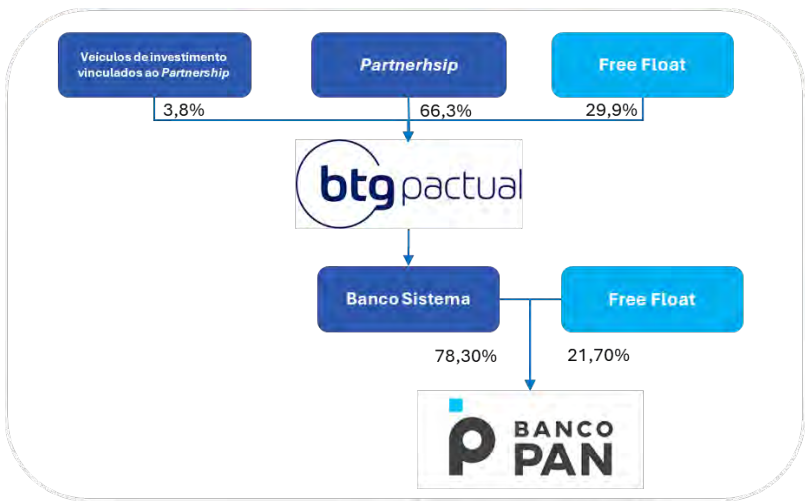 Veículos de investimento
vinculados ao Partnership
Partnerhsip
Free Float
3,8%
66,3%
29,9%
btg pactual
Banco Sistema
Free Float
78,30%
21,70%
BANCO
PAN